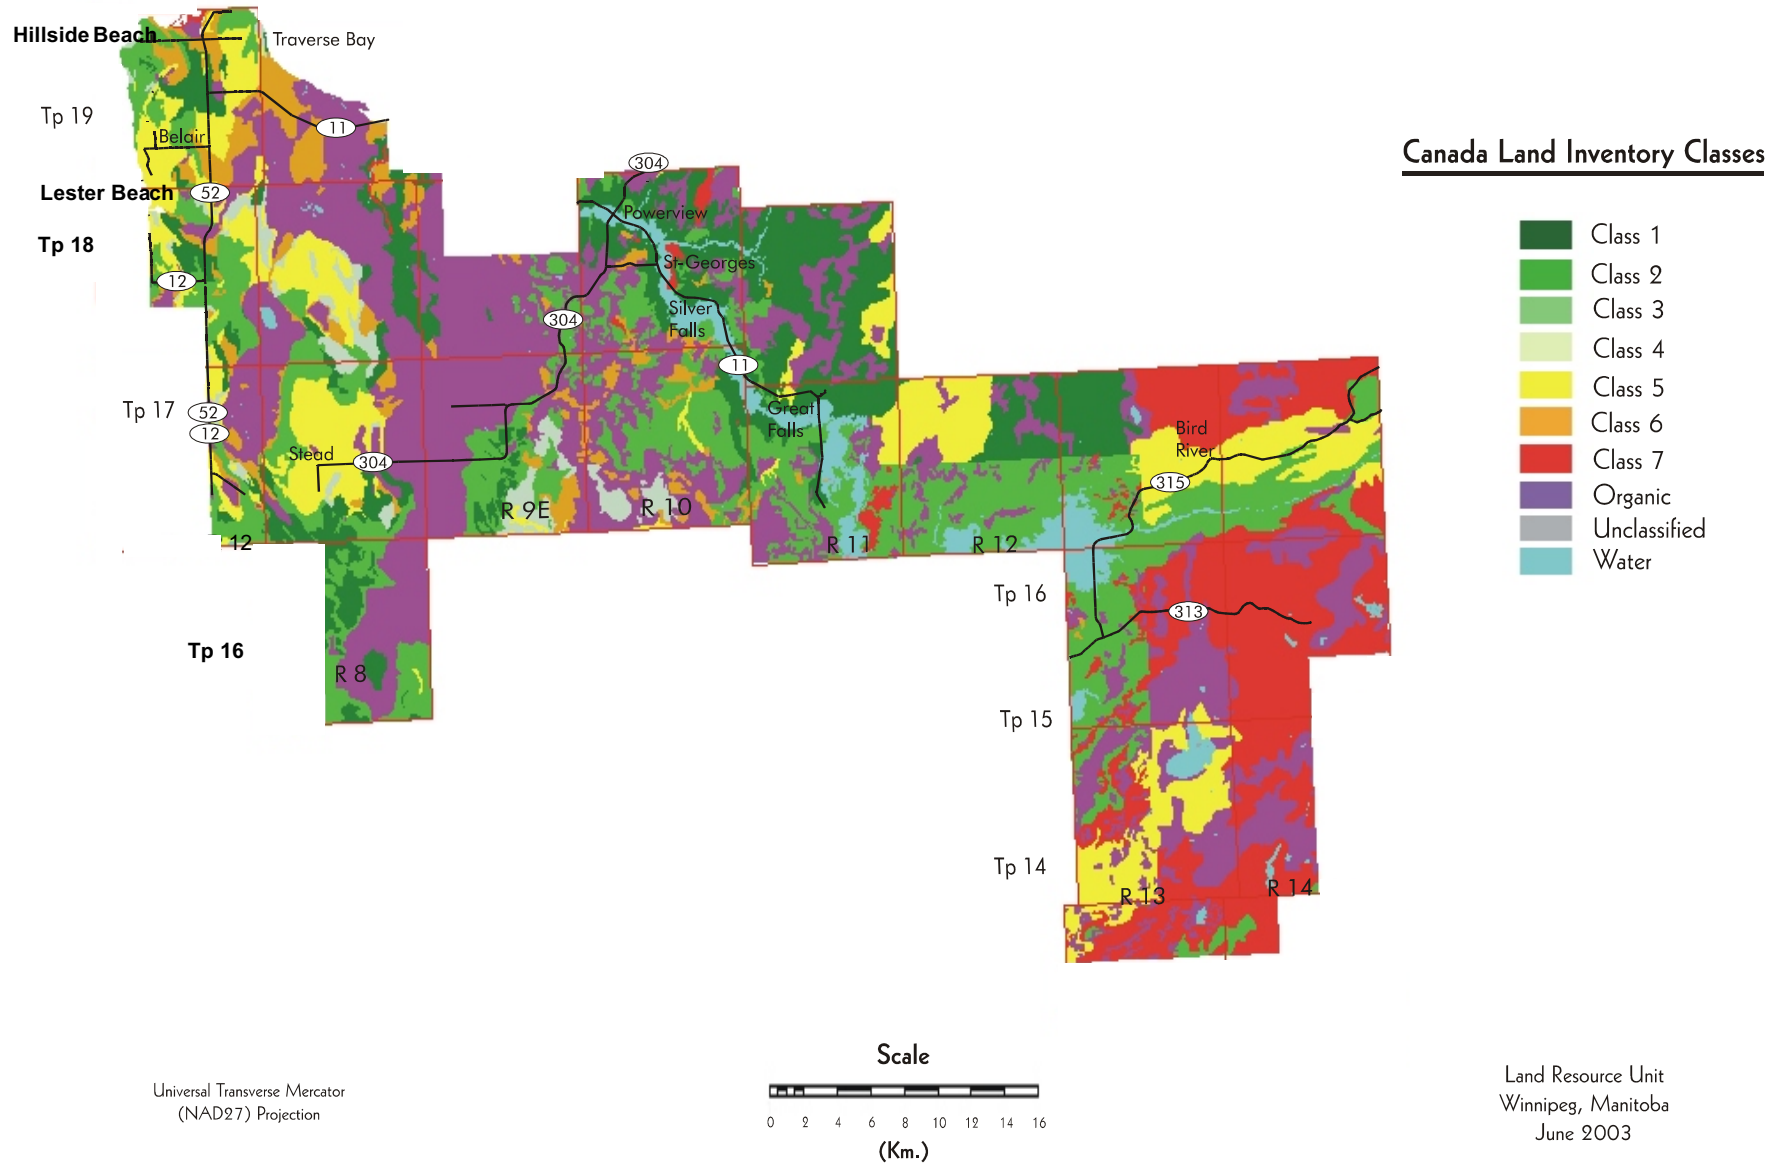 Hillside Beach
Traverse Bay
Tp 19
11
Belair
Lester Beach
52
304
Powerview
Tp 18
St-Georges
12
Silver
Falls
304
11
Tp 17
52
12
Great
Falls
Stead
304
Bird
River
315
R 9E
R 10
12
R 11
R 12
Tp 16
313
Tp 16
R 8
Tp 15
Tp 14
R 13
R 14
Canada Land Inventory Classes
Class 1
Class 2
Class 3
Class 4
Class 5
Class 6
Class 7
Organic
Unclassified
Water
Universal Transverse Mercator
(NAD27) Projection
Scale
0 2 4 6 8 10 12 14 16
(Km.)
Land Resource Unit
Winnipeg, Manitoba
June 2003